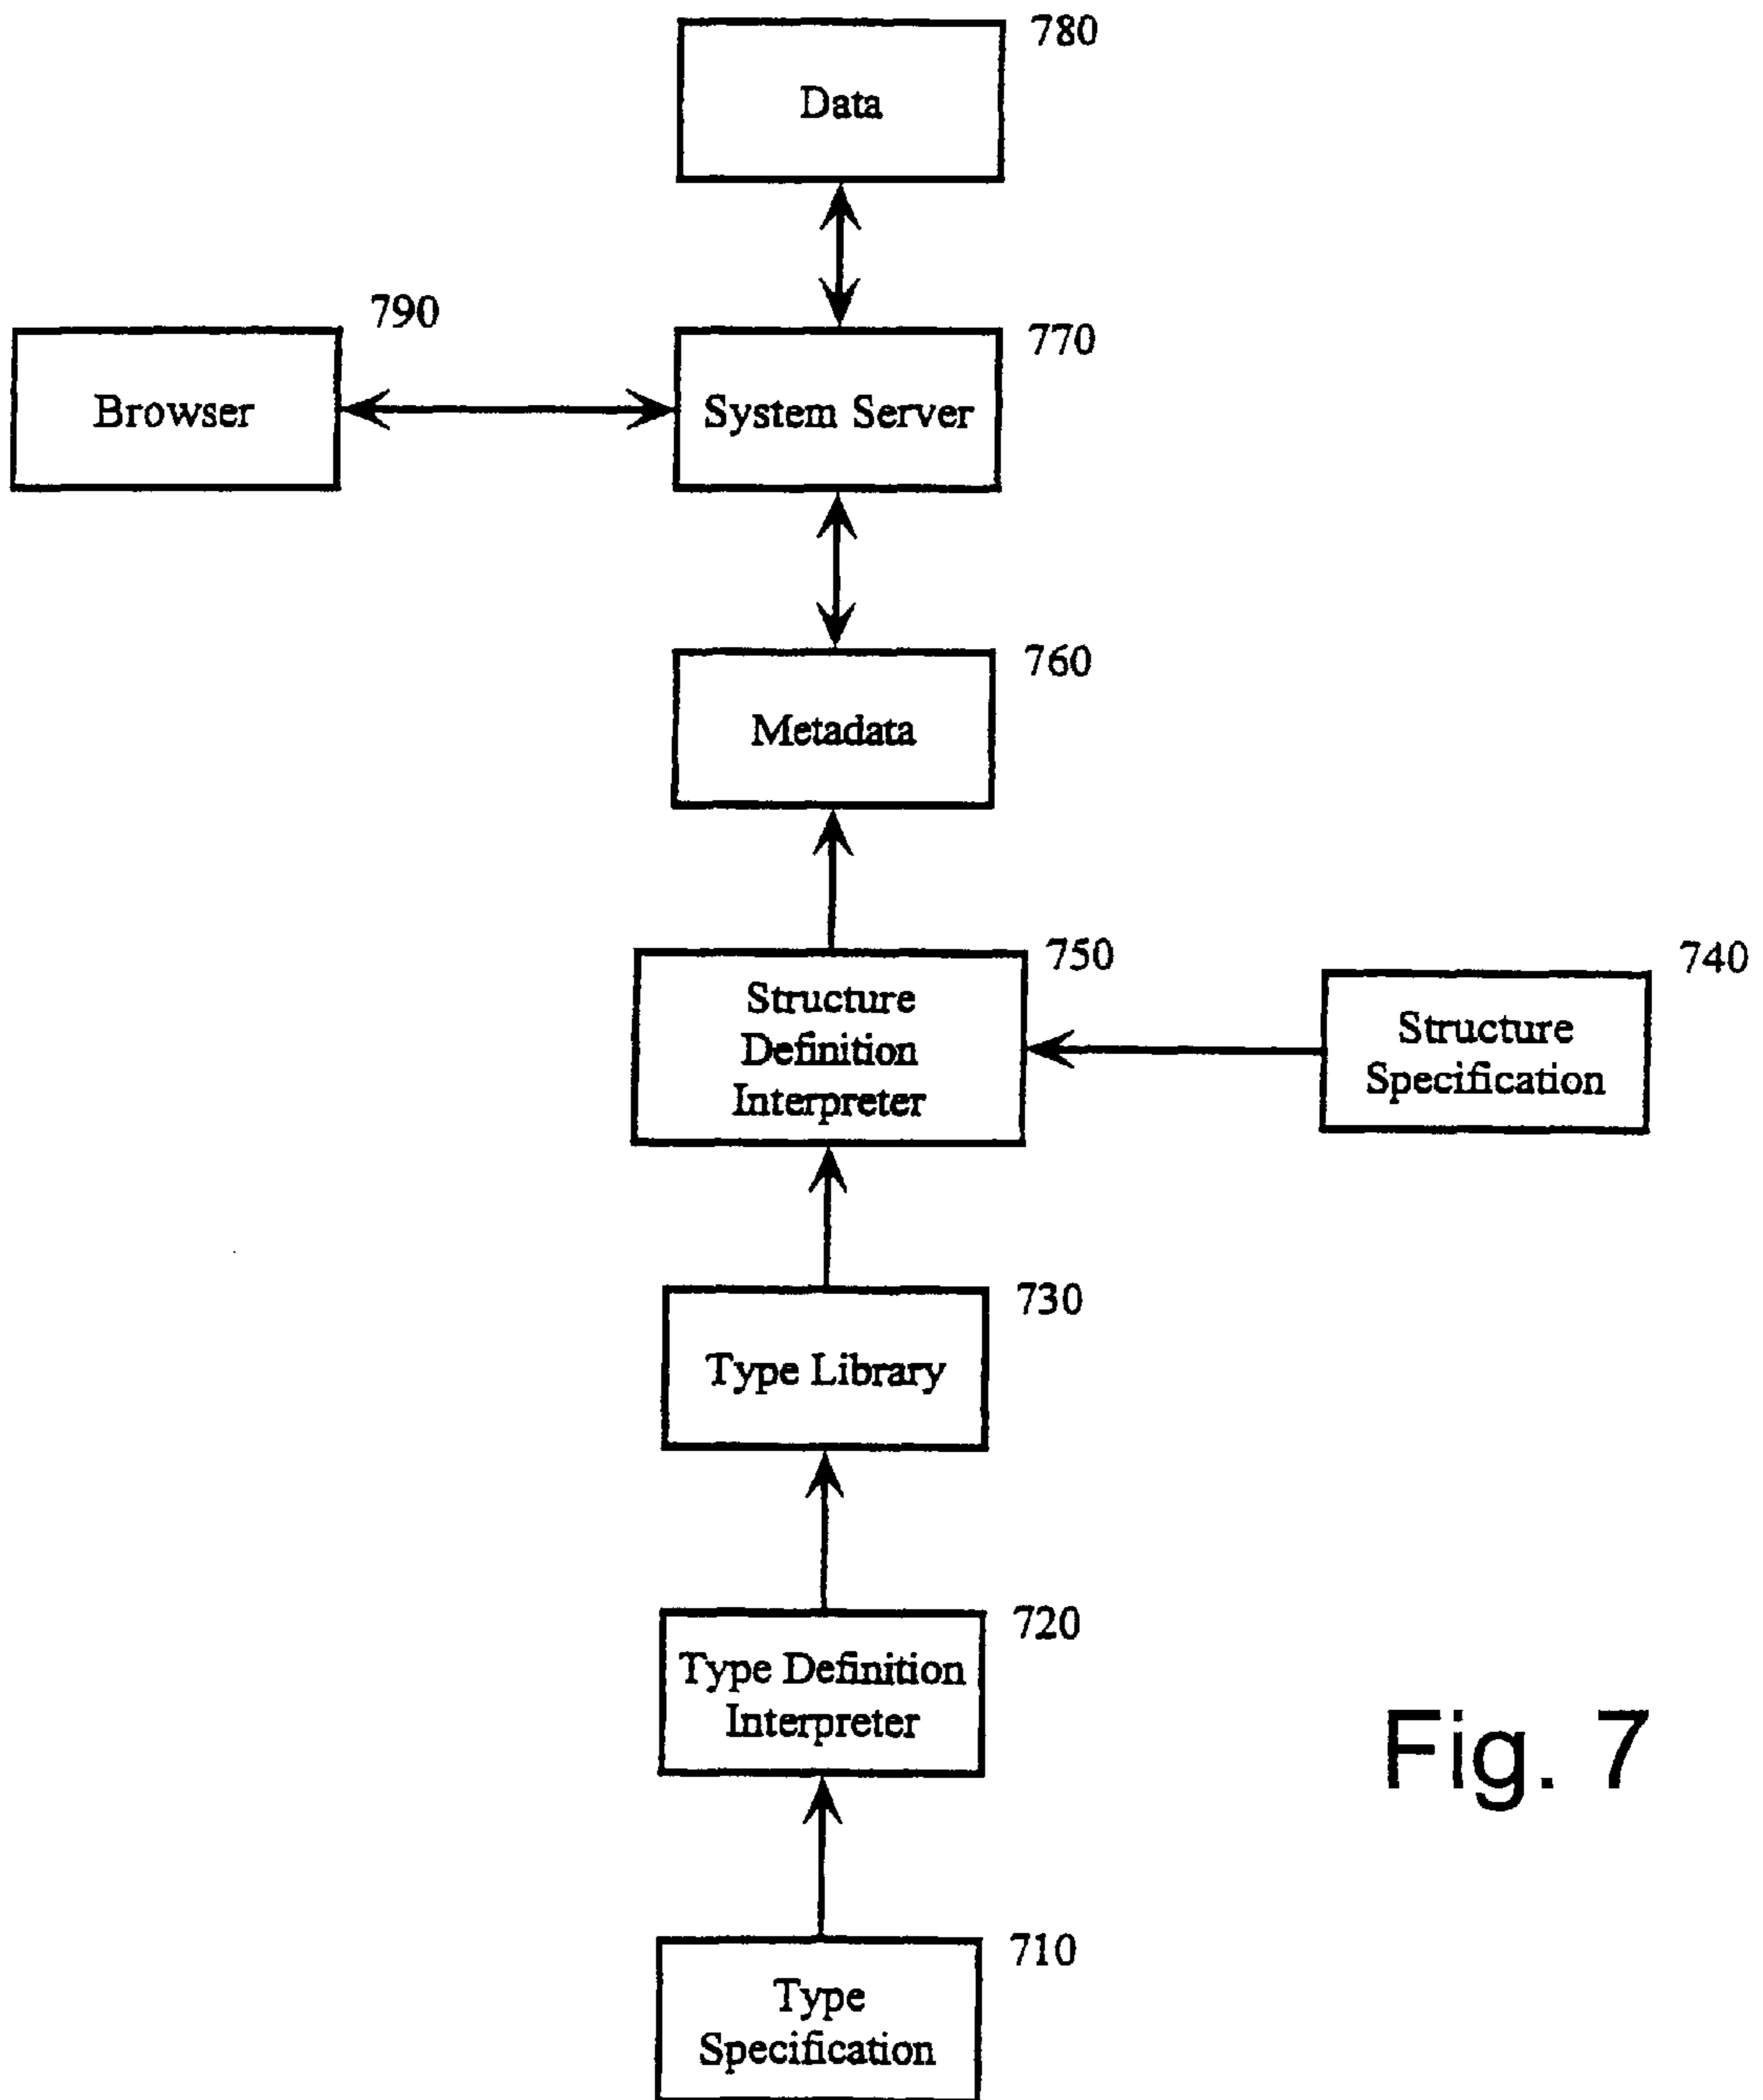 780
Data
790
Browser
770
System Server
760
Metadata
750
Structure
Definition
Interpreter
740
Structure
Specification
730
Type Library
720
Type Definition
Interpreter
Fig. 7
710
Type
Specification